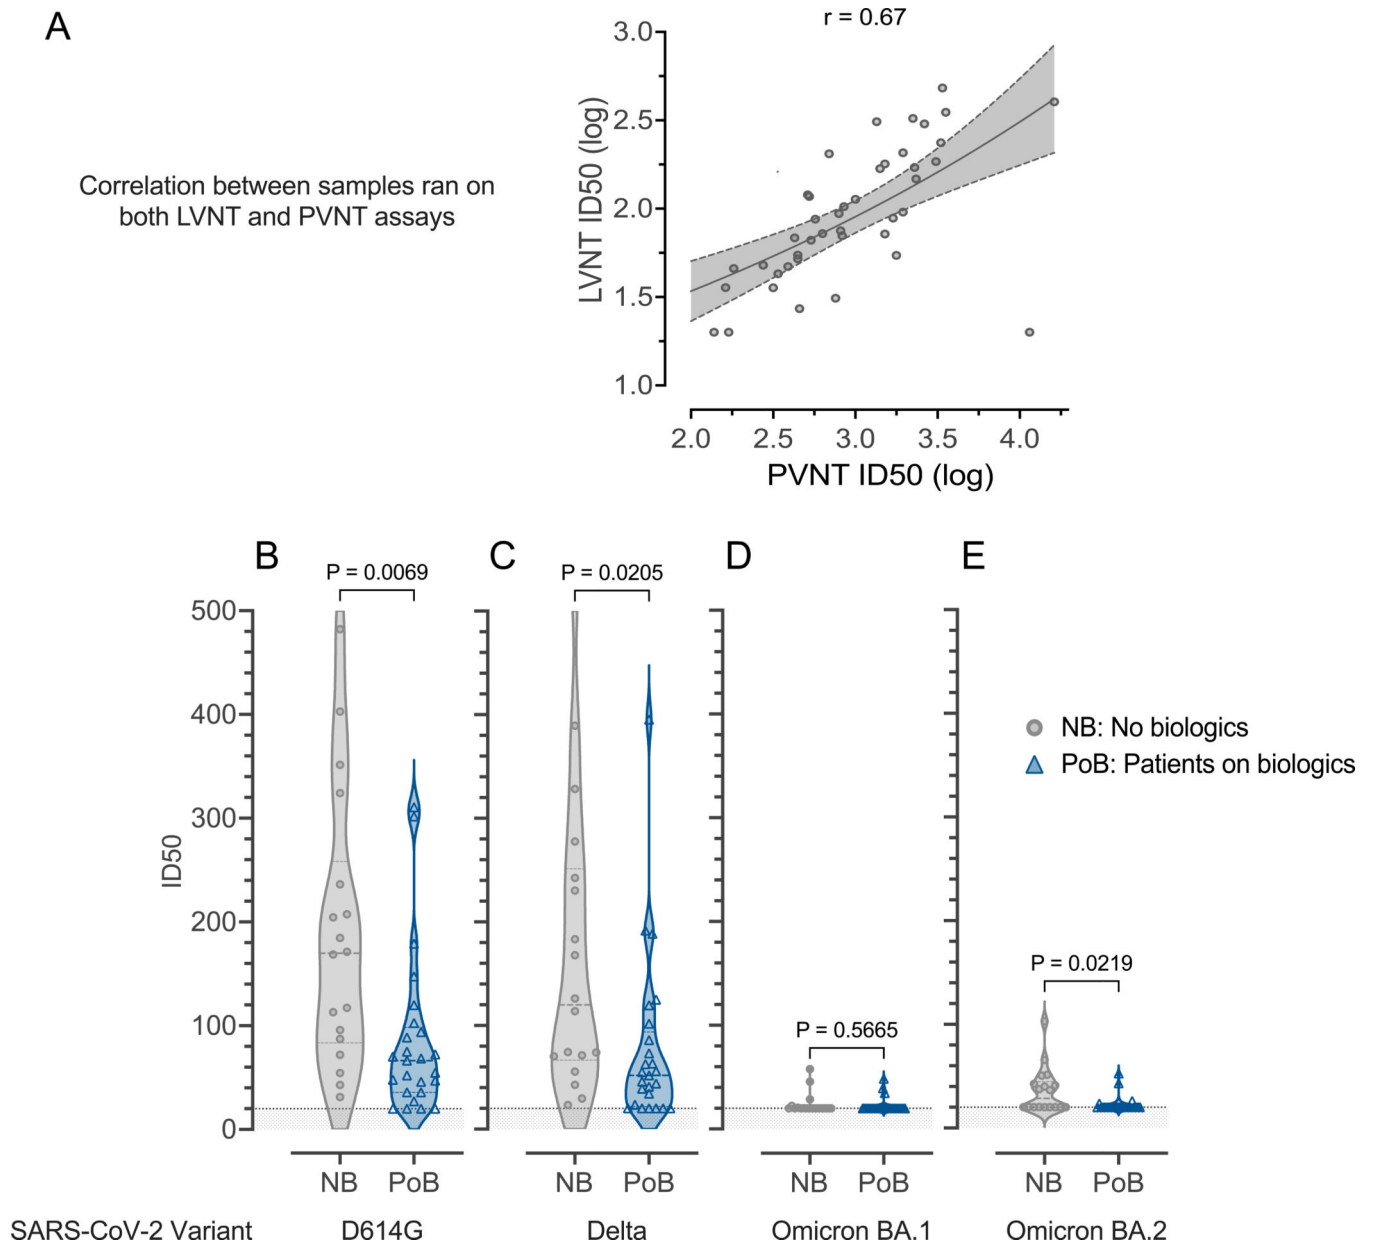 A
r = 0.67
Correlation between samples ran on
both LVNT and PVNT assays
LVNT ID50 (log)
3.0
2.5
2.0
1.5
1.0
2.0 2.5 3.0 3.5 4.0
PVNT ID50 (log)
B C D E
P = 0.0069
P = 0.0205
P = 0.5665
P = 0.0219
ID50
500
400
300
200
100
0
NB: No biologics
PoB: Patients on biologics
NB PoB NB PoB NB PoB NB PoB
SARS-CoV-2 Variant D614G Delta Omicron BA.1 Omicron BA.2